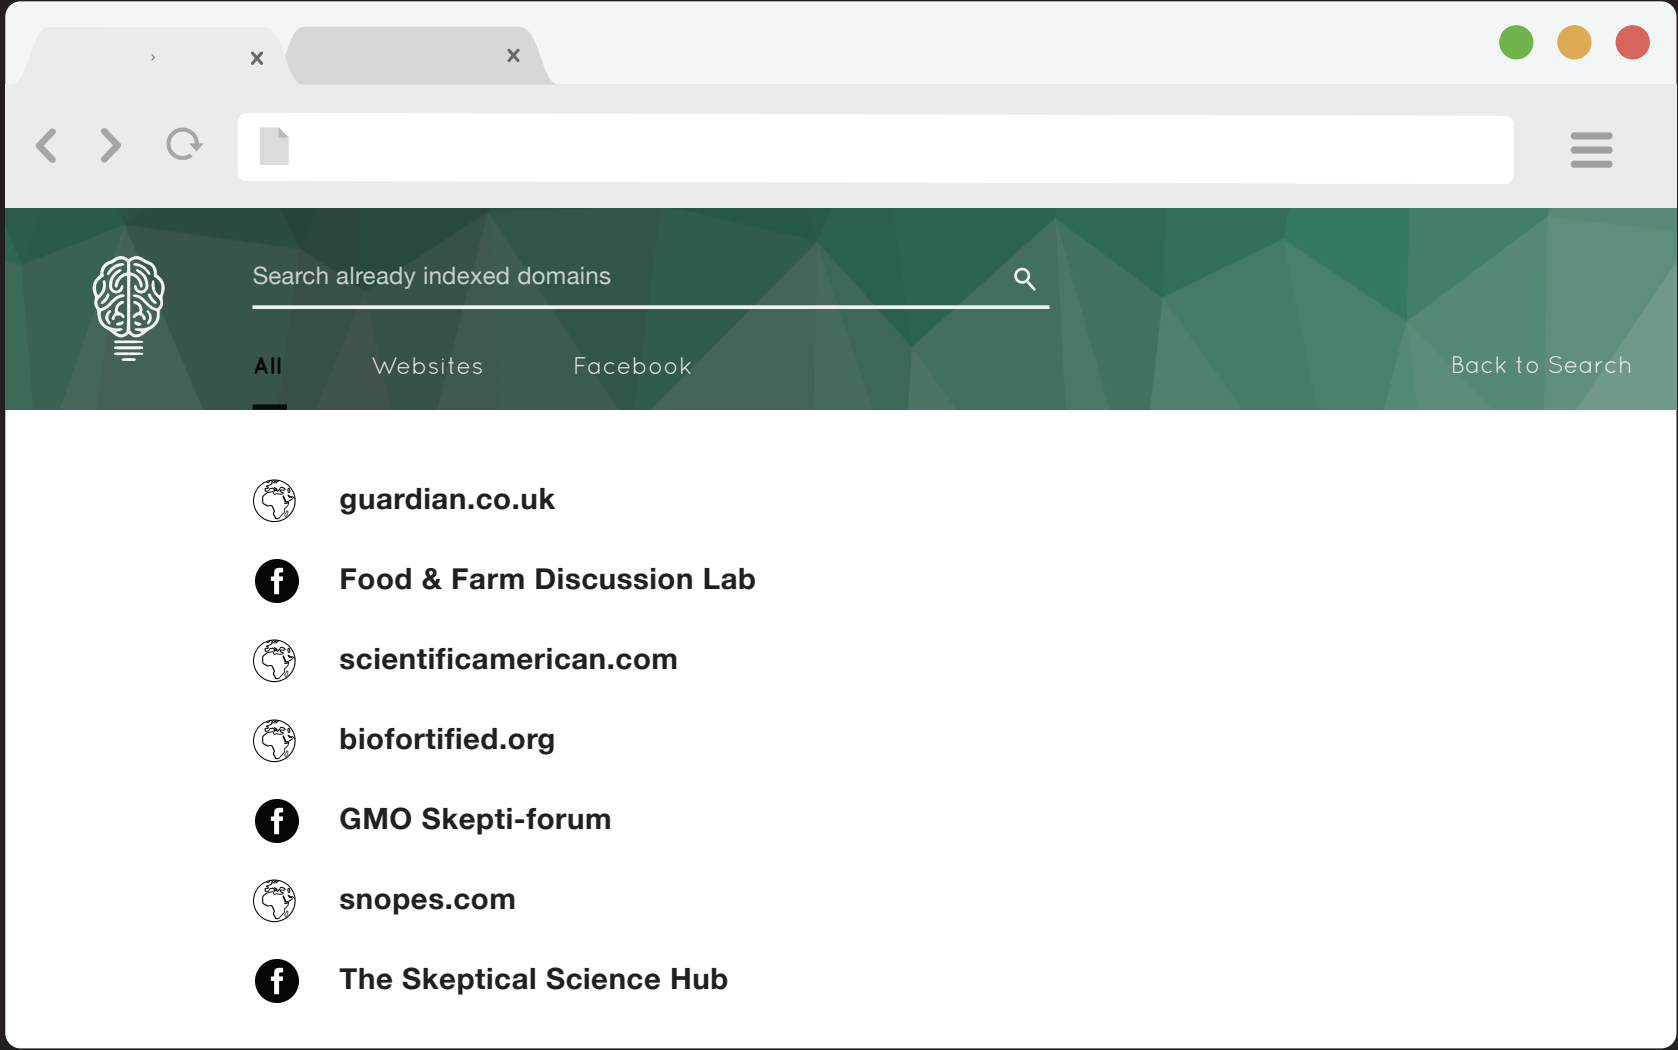 Search already indexed domains
All Websites Facebook Back to Search
guardian.co.uk
Food & Farm Discussion Lab
scientificamerican.com
biofortified.org
GMO Skepti-forum
snopes.com
The Skeptical Science Hub